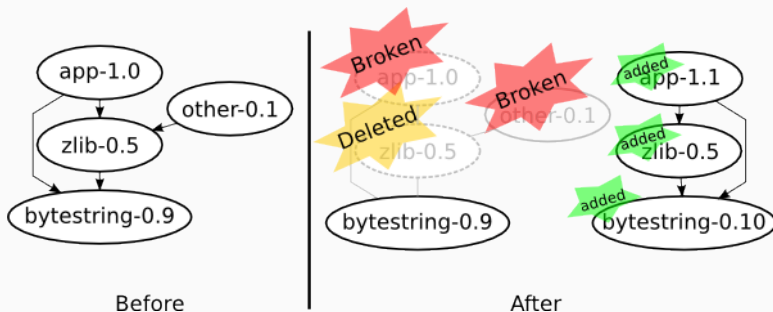 app-1.0
other-0.1
zlib-0.5
bytestring-0.9
Before
Broken
app-1.0
Deleted
zlib-0.5
Broken
other-0.1
bytestring-0.9
added
app-1.1
added
zlib-0.5
added
bytestring-0.10
After